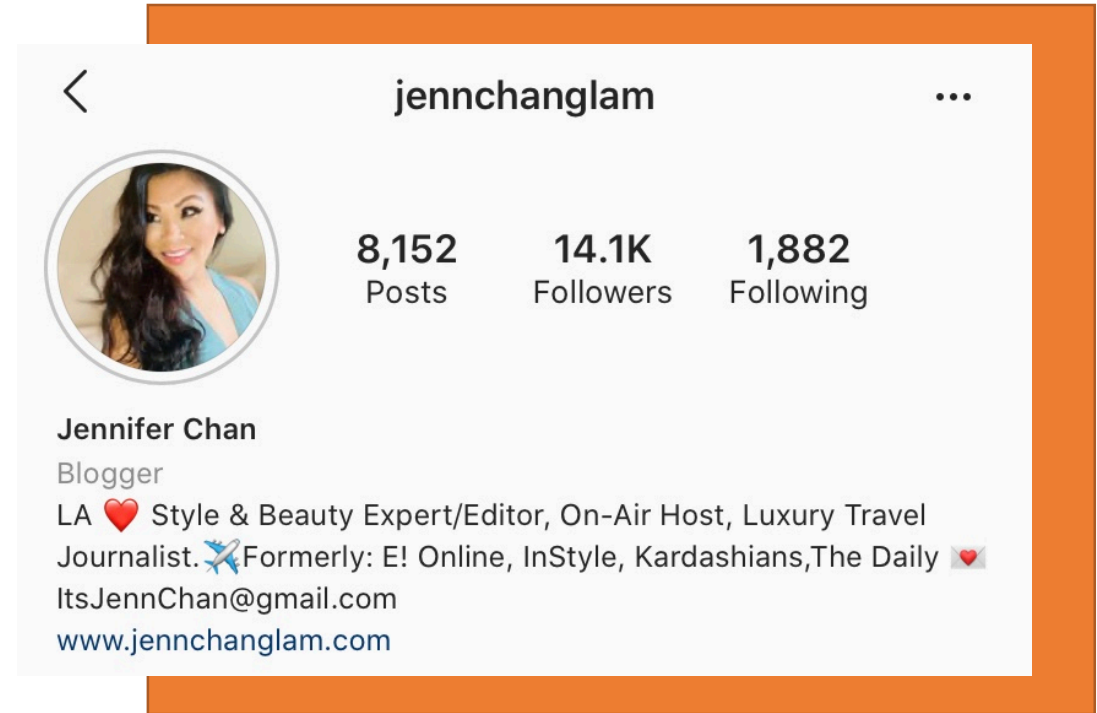 jennchanglam
8,152 14.1K 1,882
Posts Followers Following
Jennifer Chan
Blogger
LA ❤️ Style & Beauty Expert/Editor, On-Air Host, Luxury Travel
Journalist.✈️Formerly: E! Online, InStyle, Kardashians,The Daily 💌
ItsJennChan@gmail.com
www.jennchanglam.com